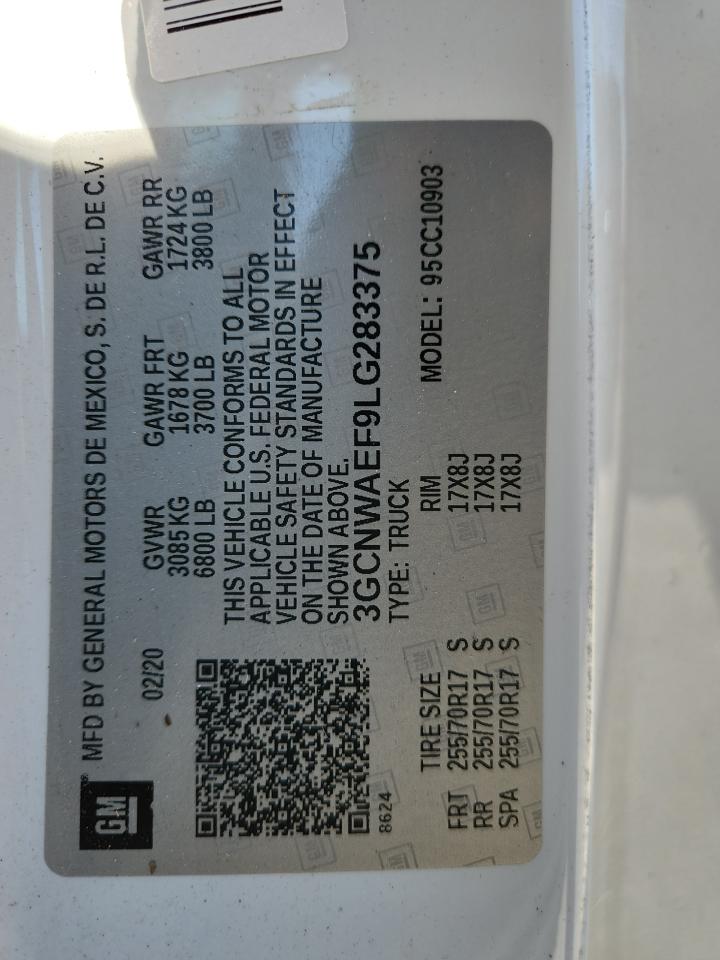 GM
MFD BY GENERAL MOTORS DE MEXICO, S. DE R.L. DE C.V.
02/20 GVWR GAWR FRT GAWR RR
3085 KG 1678 KG 1724 KG
6800 LB 3700 LB 3800 LB
THIS VEHICLE CONFORMS TO ALL
APPLICABLE U.S. FEDERAL MOTOR
VEHICLE SAFETY STANDARDS IN EFFECT
ON THE DATE OF MANUFACTURE
SHOWN ABOVE.
3GCNWAEF9LG283375
TYPE: TRUCK MODEL: 95CC10903
8624
TIRE SIZE RIM
FRT 255/70R17 S 17X8J
RR 255/70R17 S 17X8J
SPA 255/70R17 S 17X8J